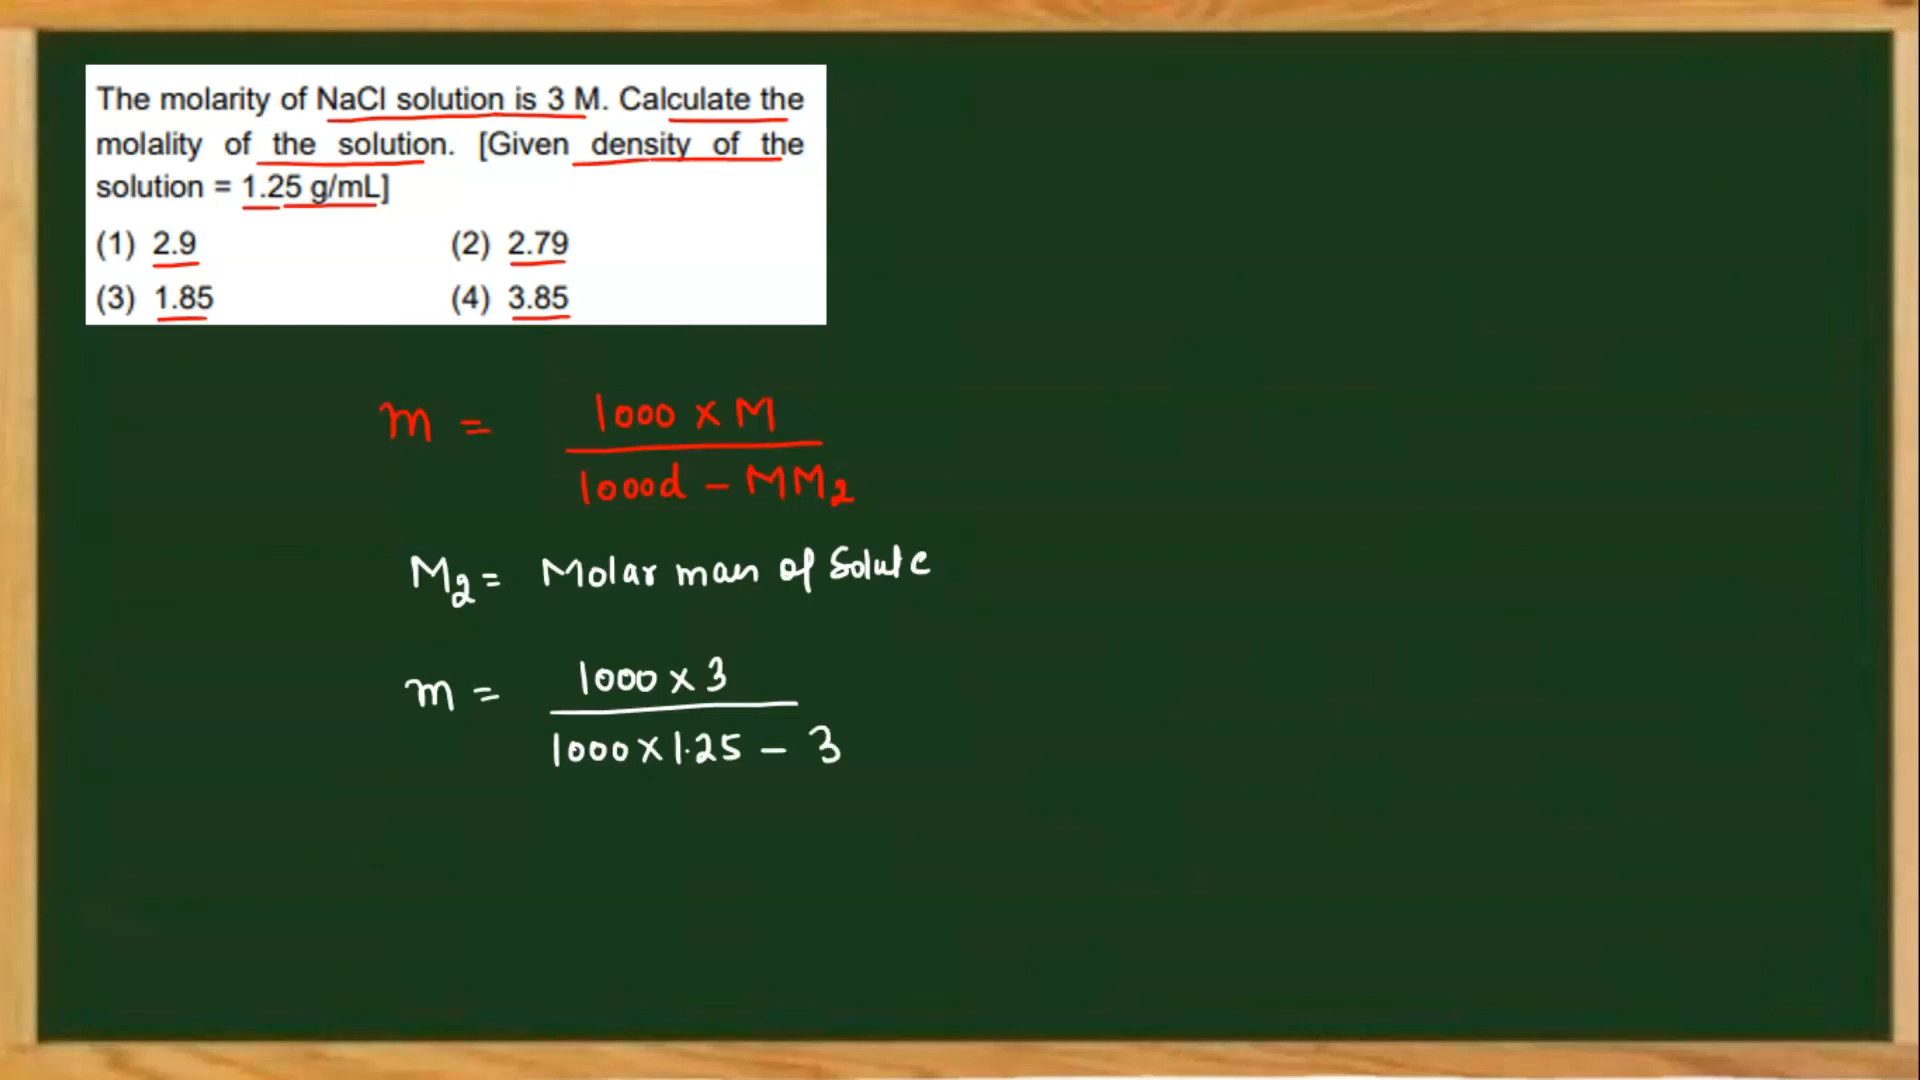 The molarity of NaCl solution is 3 M. Calculate the
molality of the solution. [Given density of the
solution = 1.25 g/mL]
(1) 2.9 (2) 2.79
(3) 1.85 (4) 3.85
m = 1000 × M
1000d − MM₂
M₂ = Molar mass of Solute
m = 1000 × 3
1000 × 1.25 − 3